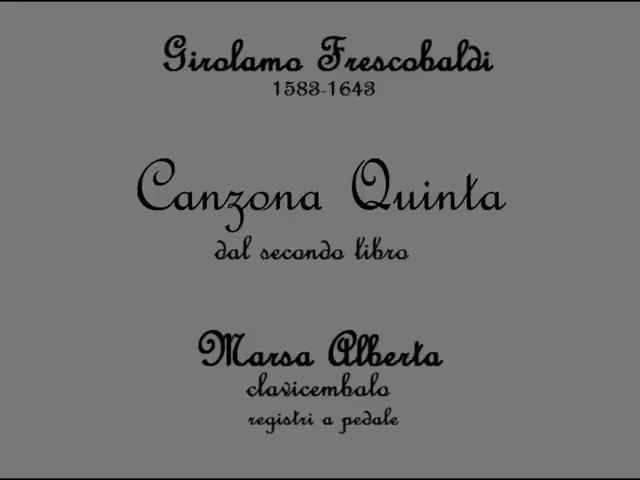 Girolamo Frescobaldi
1583-1643
Canzona Quinta
dal secondo libro
Marsa Alberta
clavicembalo
registri a pedale